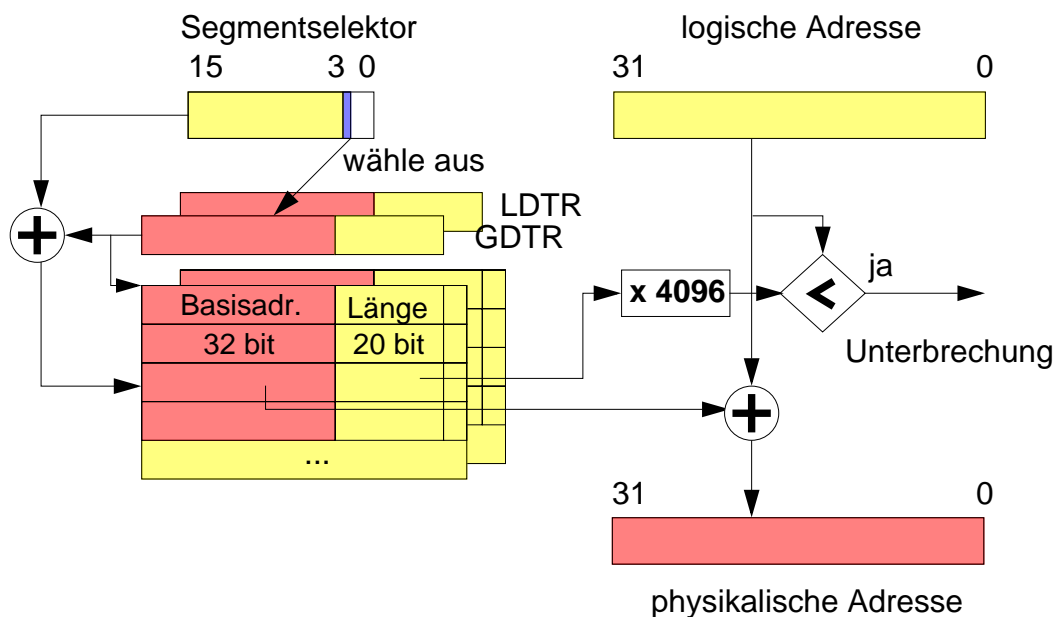 Segmentselektor
logische Adresse
15 3 0
31 0
wähle aus
LDTR
GDTR
Basisadr. Länge
32 bit 20 bit
...
x 4096
<
ja
Unterbrechung
+
+
31 0
physikalische Adresse